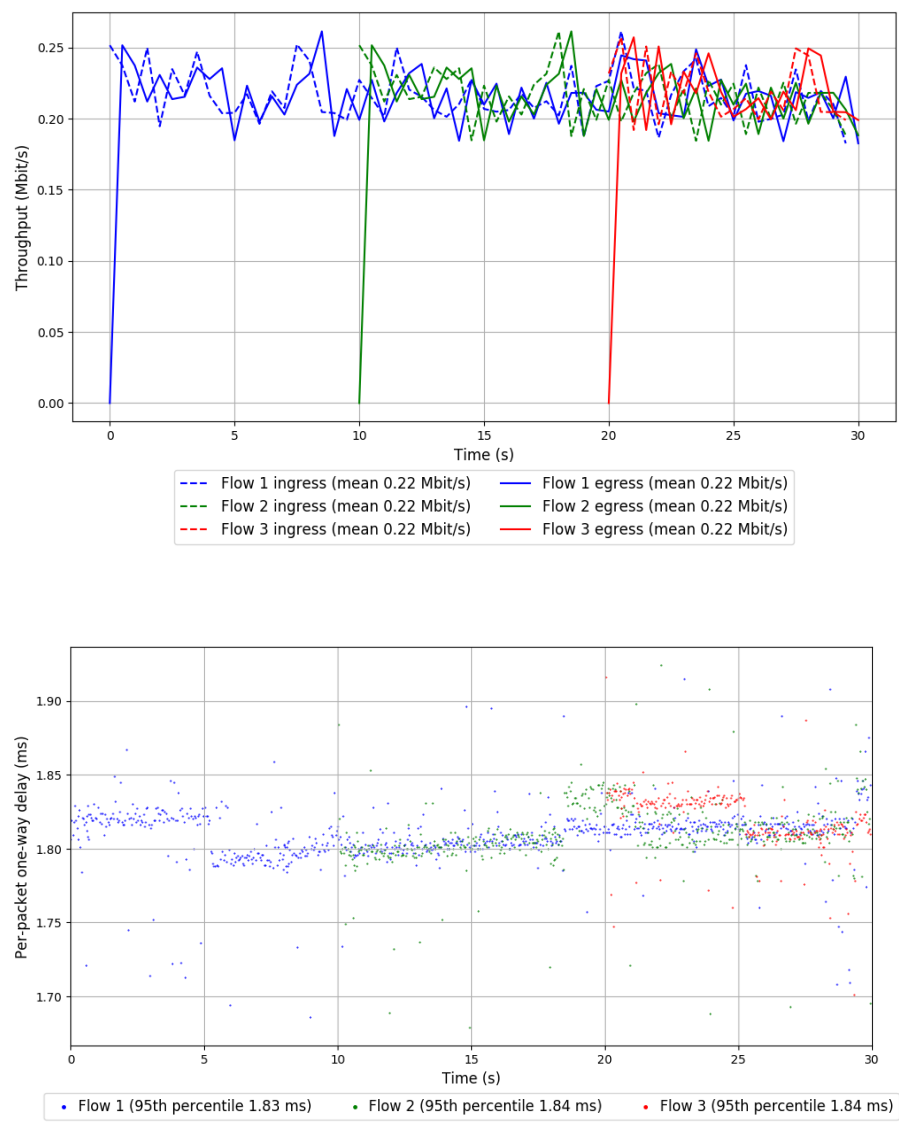 0.25
0.20
0.15
0.10
0.05
0.00
Throughput (Mbit/s)
0 5 10 15 20 25 30
Time (s)
Flow 1 ingress (mean 0.22 Mbit/s) Flow 1 egress (mean 0.22 Mbit/s)
Flow 2 ingress (mean 0.22 Mbit/s) Flow 2 egress (mean 0.22 Mbit/s)
Flow 3 ingress (mean 0.22 Mbit/s) Flow 3 egress (mean 0.22 Mbit/s)
1.90
1.85
1.80
1.75
1.70
Per-packet one-way delay (ms)
0 5 10 15 20 25 30
Time (s)
Flow 1 (95th percentile 1.83 ms) Flow 2 (95th percentile 1.84 ms) Flow 3 (95th percentile 1.84 ms)